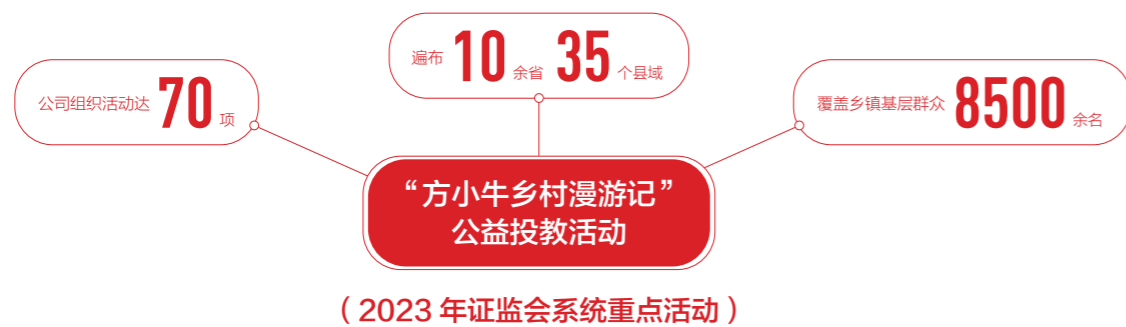 遍布 10 余省 35 个县域
公司组织活动达 70 项
覆盖乡镇基层群众 8500 余名
“方小牛乡村漫游记”
公益投教活动
（2023 年证监会系统重点活动）